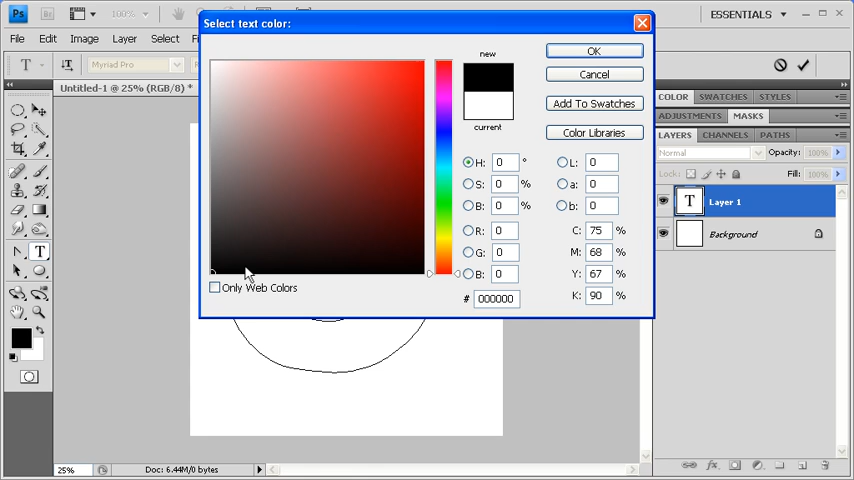 Ps Br 100% ESSENTIALS
File Edit Image Layer Select
Select text color:
T Myriad Pro
Untitled-1 @ 25% (RGB/8) *
new
current
OK
Cancel
Add To Swatches
Color Libraries
H: 0 ° L: 0
S: 0 % a: 0
B: 0 % b: 0
R: 0 C: 75 %
G: 0 M: 68 %
B: 0 Y: 67 %
# 000000 K: 90 %
Only Web Colors
COLOR SWATCHES STYLES
ADJUSTMENTS MASKS
LAYERS CHANNELS PATHS
Normal Opacity: 100%
Lock: Fill: 100%
T Layer 1
Background
T
25% Doc: 6.44M/0 bytes
fx